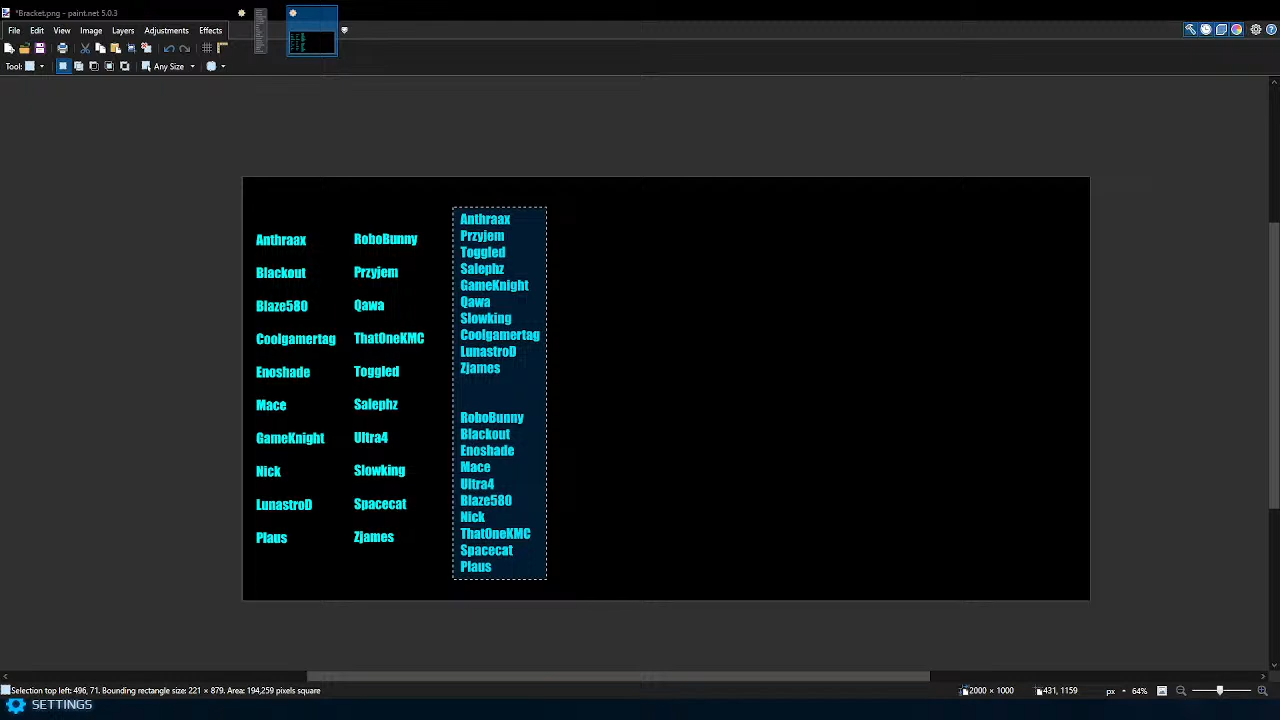 *Bracket.png - paint.net 5.0.3
File Edit View Image Layers Adjustments Effects
Tool: Any Size
Anthraax RoboBunny
Blackout Przyjem
Blaze580 Qawa
Coolgamertag ThatOneKMC
Enoshade Toggled
Mace Salephz
GameKnight Ultra4
Nick Slowking
LunastroD Spacecat
Plaus Zjames
Anthraax
Przyjem
Toggled
Salephz
GameKnight
Qawa
Slowking
Coolgamertag
LunastroD
Zjames
RoboBunny
Blackout
Enoshade
Mace
Ultra4
Blaze580
Nick
ThatOneKMC
Spacecat
Plaus
Selection top left: 496, 71. Bounding rectangle size: 221 × 879. Area: 194,259 pixels square
2000 × 1000 431, 1159 px 64%
SETTINGS